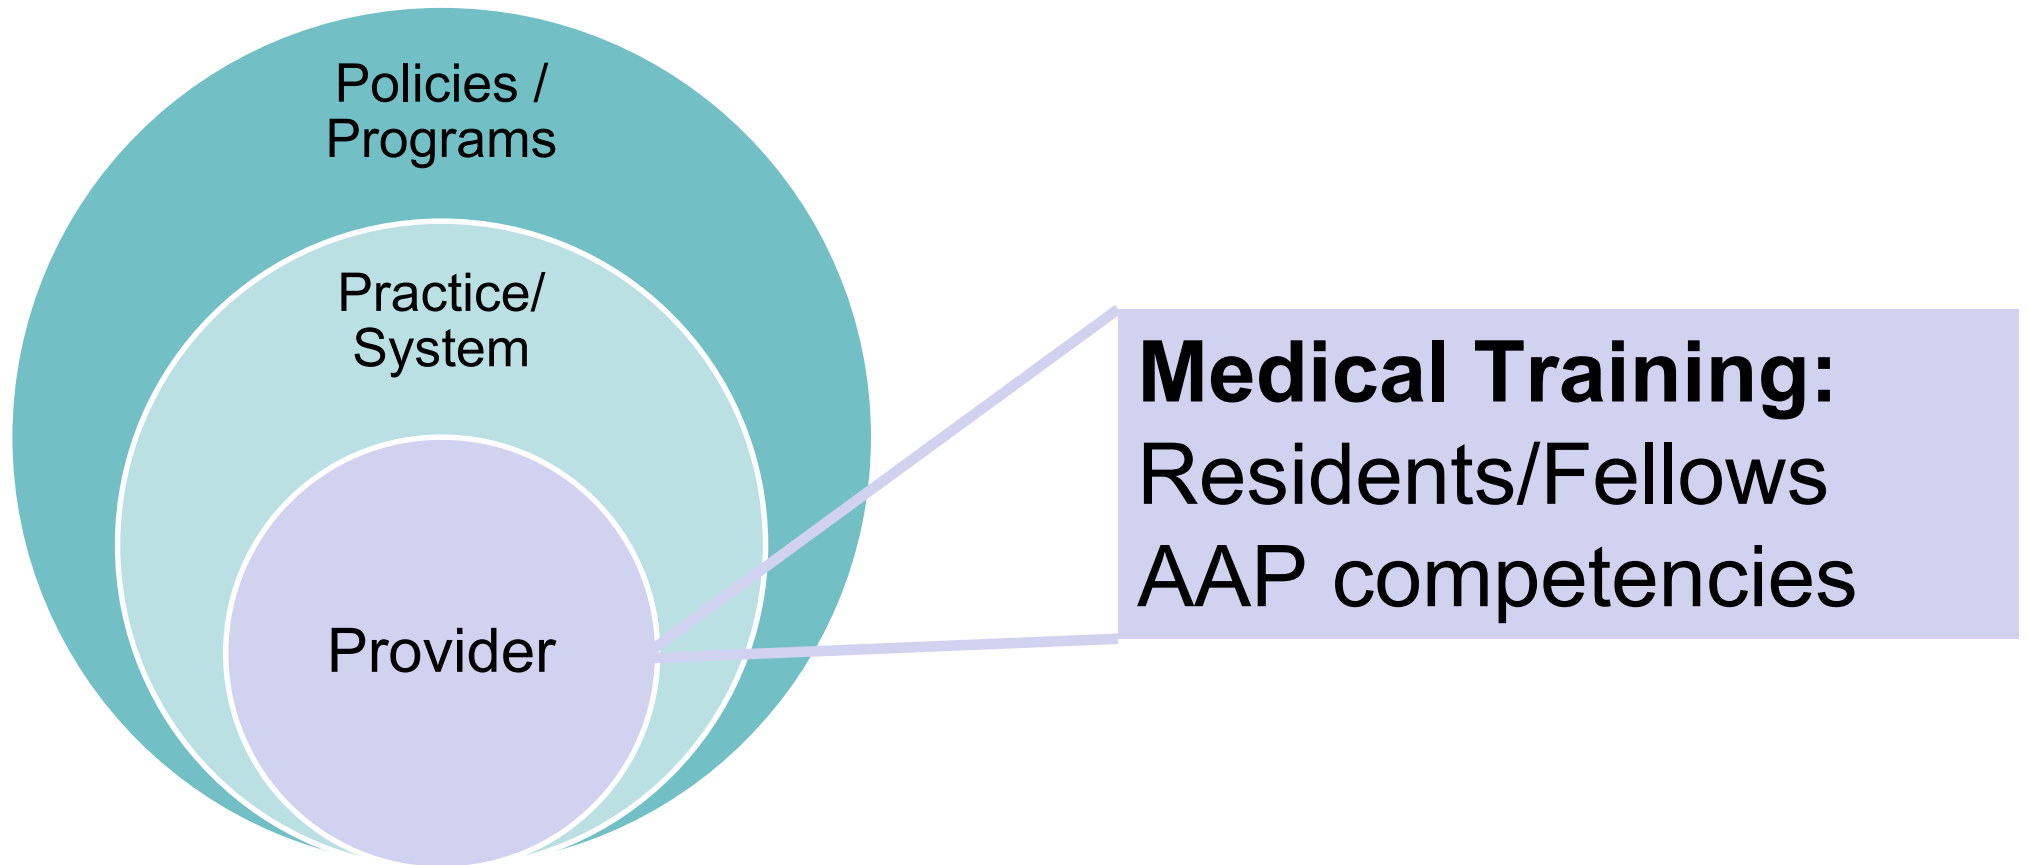 Policies /
Programs
Practice/
System
Provider
Medical Training:
Residents/Fellows
AAP competencies